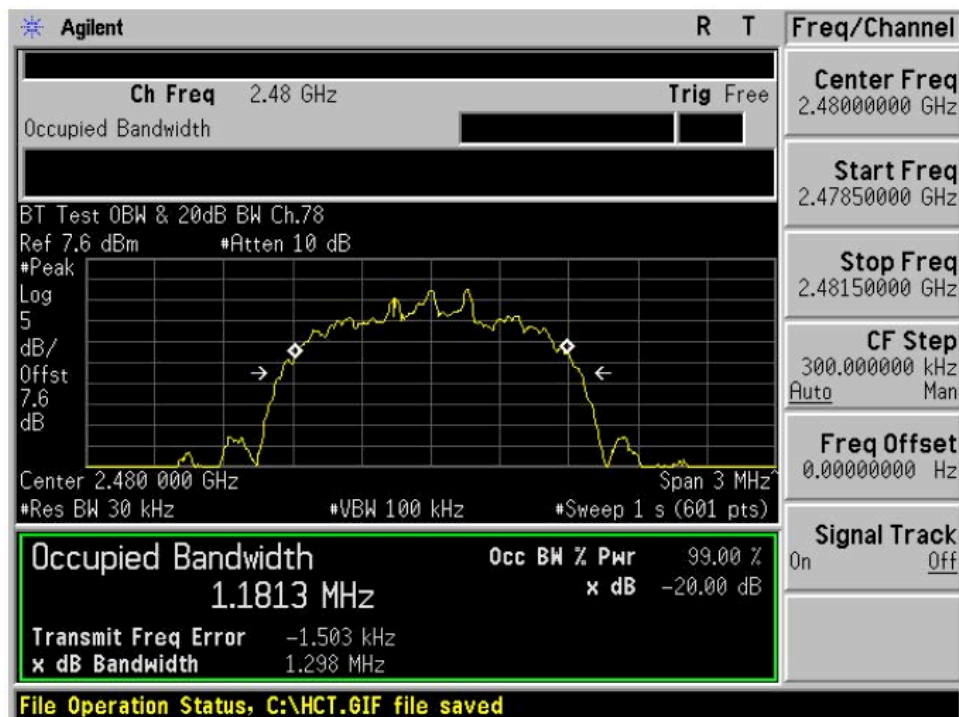 Agilent R T Freq/Channel
Ch Freq 2.48 GHz Trig Free
Occupied Bandwidth
Center Freq
2.48000000 GHz
Start Freq
2.47850000 GHz
Stop Freq
2.48150000 GHz
CF Step
300.000000 kHz
Auto Man
Freq Offset
0.00000000 Hz
Signal Track
On Off
BT Test OBW & 20dB BW Ch.78
Ref 7.6 dBm #Atten 10 dB
#Peak
Log
5
dB/
Offst
7.6
dB
Center 2.480 000 GHz Span 3 MHz^
#Res BW 30 kHz #VBW 100 kHz #Sweep 1 s (601 pts)
Occupied Bandwidth Occ BW % Pwr 99.00 %
1.1813 MHz x dB -20.00 dB
Transmit Freq Error -1.503 kHz
x dB Bandwidth 1.298 MHz
File Operation Status, C:\HCT.GIF file saved